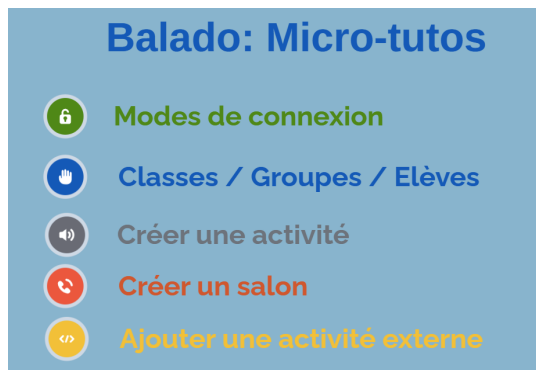 Balado: Micro-tutos
Modes de connexion
Classes / Groupes / Elèves
Créer une activité
Créer un salon
Ajouter une activité externe